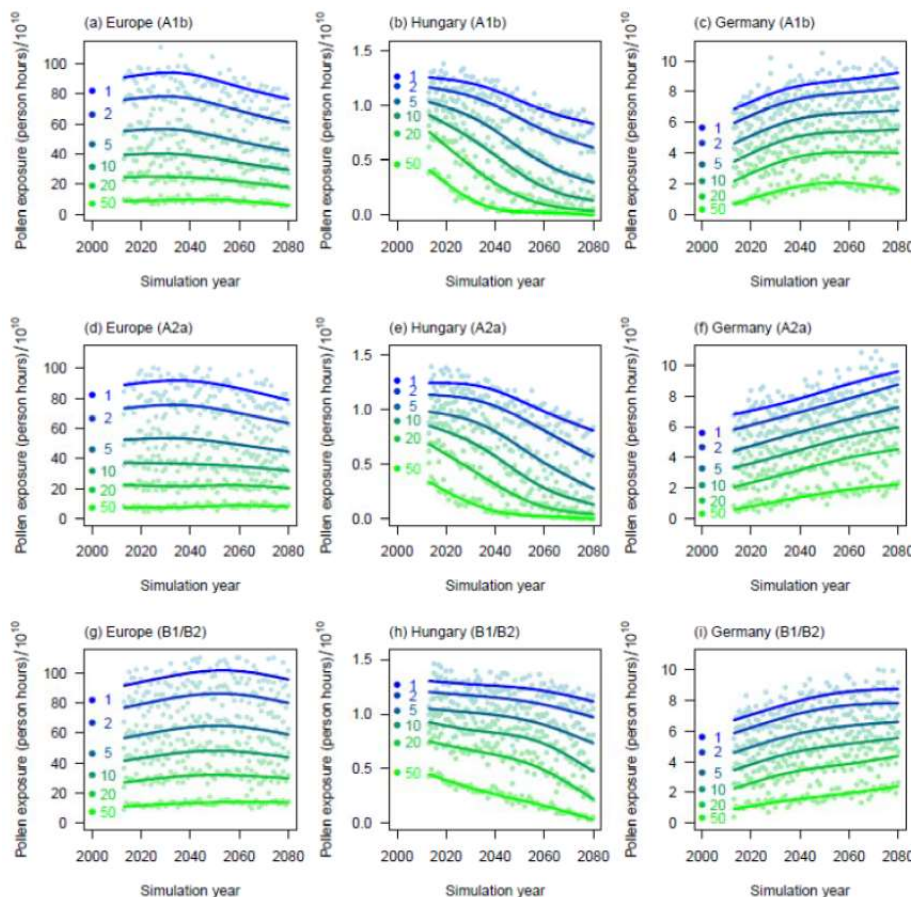 (a) Europe (A1b)
Pollen exposure (person hours)/10^10
100
80
60
40
20
0
1
2
5
10
20
50
2000 2020 2040 2060 2080
Simulation year
(b) Hungary (A1b)
Pollen exposure (person hours)/10^10
1.5
1.0
0.5
0.0
1
2
5
10
20
50
2000 2020 2040 2060 2080
Simulation year
(c) Germany (A1b)
Pollen exposure (person hours)/10^10
10
8
6
4
2
0
1
2
5
10
20
50
2000 2020 2040 2060 2080
Simulation year
(d) Europe (A2a)
Pollen exposure (person hours)/10^10
100
80
60
40
20
0
1
2
5
10
20
50
2000 2020 2040 2060 2080
Simulation year
(e) Hungary (A2a)
Pollen exposure (person hours)/10^10
1.5
1.0
0.5
0.0
1
2
5
10
20
50
2000 2020 2040 2060 2080
Simulation year
(f) Germany (A2a)
Pollen exposure (person hours)/10^10
10
8
6
4
2
0
1
2
5
10
20
50
2000 2020 2040 2060 2080
Simulation year
(g) Europe (B1/B2)
Pollen exposure (person hours)/10^10
100
80
60
40
20
0
1
2
5
10
20
50
2000 2020 2040 2060 2080
Simulation year
(h) Hungary (B1/B2)
Pollen exposure (person hours)/10^10
1.5
1.0
0.5
0.0
1
2
5
10
20
50
2000 2020 2040 2060 2080
Simulation year
(i) Germany (B1/B2)
Pollen exposure (person hours)/10^10
10
8
6
4
2
0
1
2
5
10
20
50
2000 2020 2040 2060 2080
Simulation year